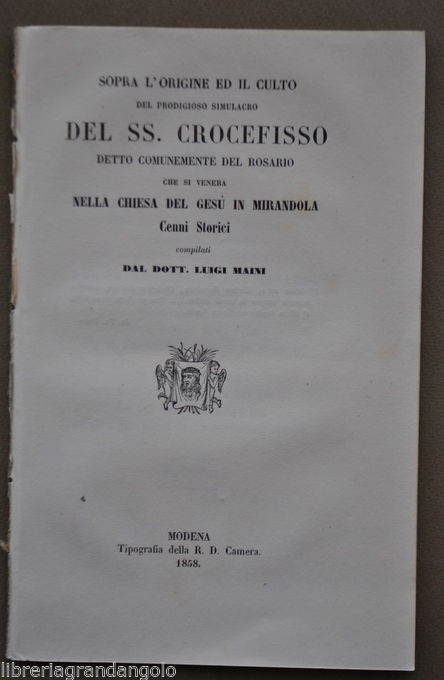 SOPRA L'ORIGINE ED IL CULTO
DEL PRODIGIOSO SIMULACRO
DEL SS. CROCEFISSO
DETTO COMUNEMENTE DEL ROSARIO
CHE SI VENERA
NELLA CHIESA DEL GESÙ IN MIRANDOLA
Cenni Storici
compilati
DAL DOTT. LUIGI MAINI
MODENA
Tipografia della R. D. Camera.
1858.
libreriagrandangolo